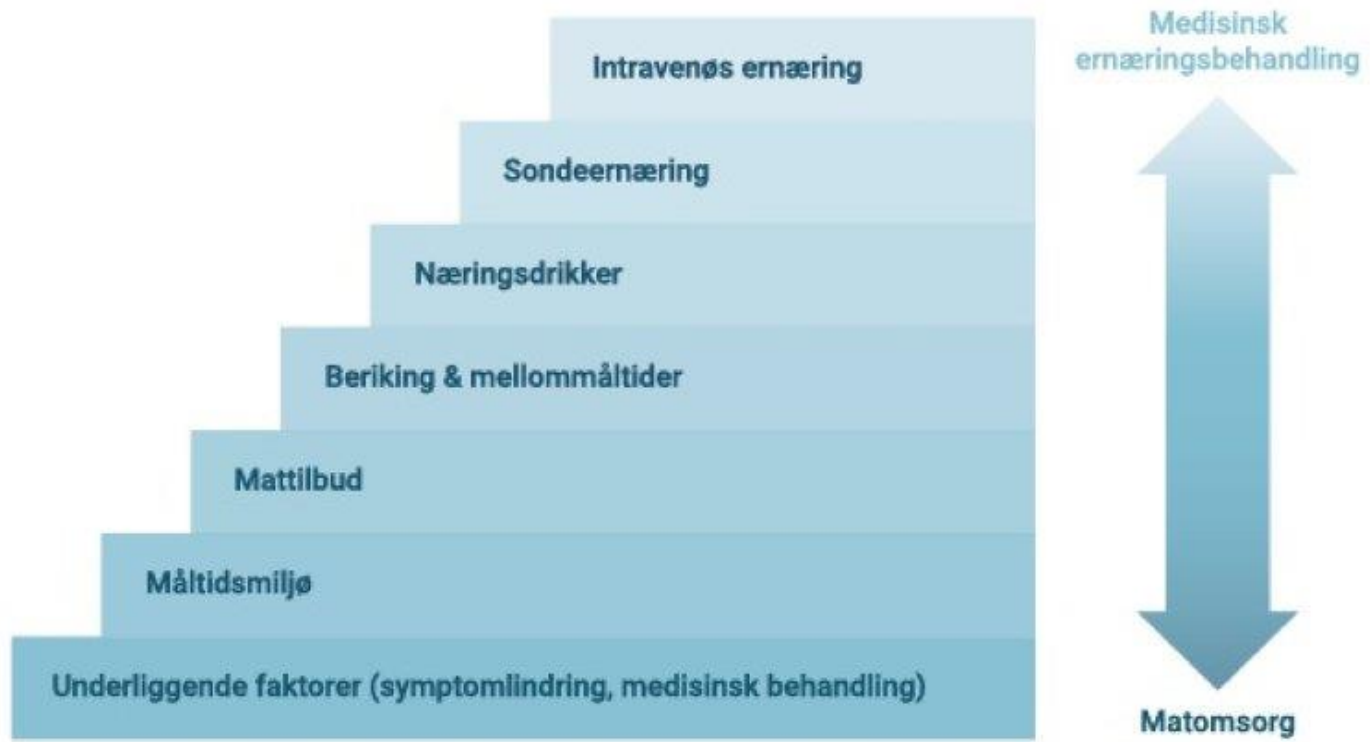 Medisinsk
ernæringsbehandling
Intravenøs ernæring
Sondeernæring
Næringsdrikker
Beriking & mellommåltider
Mattilbud
Måltidsmiljø
Underliggende faktorer (symptomlindring, medisinsk behandling)
Matomsorg